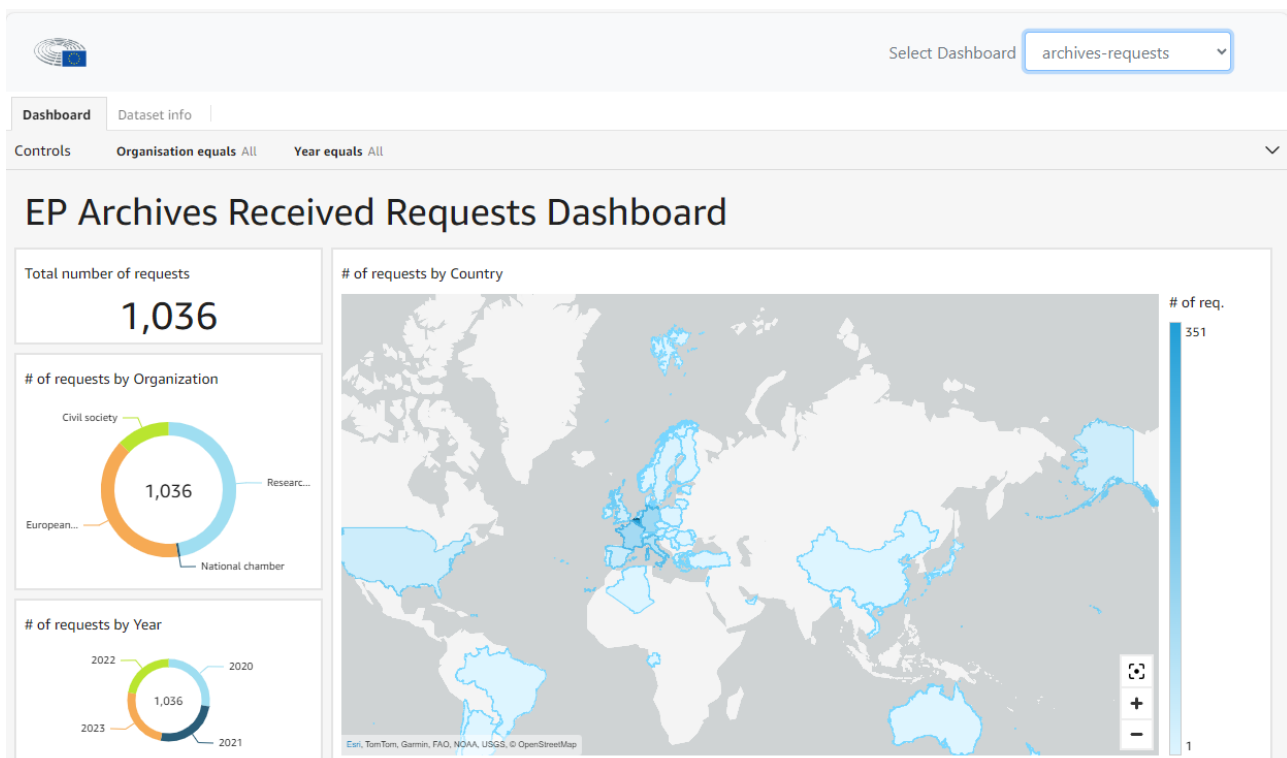 Select Dashboard archives-requests
Dashboard Dataset info
Controls Organisation equals All Year equals All
EP Archives Received Requests Dashboard
Total number of requests
1,036
# of requests by Organization
Civil society
1,036
Researc...
European...
National chamber
# of requests by Year
2022
2020
1,036
2023
2021
# of requests by Country
# of req.
351
1
Esri, TomTom, Garmin, FAO, NOAA, USGS, © OpenStreetMap